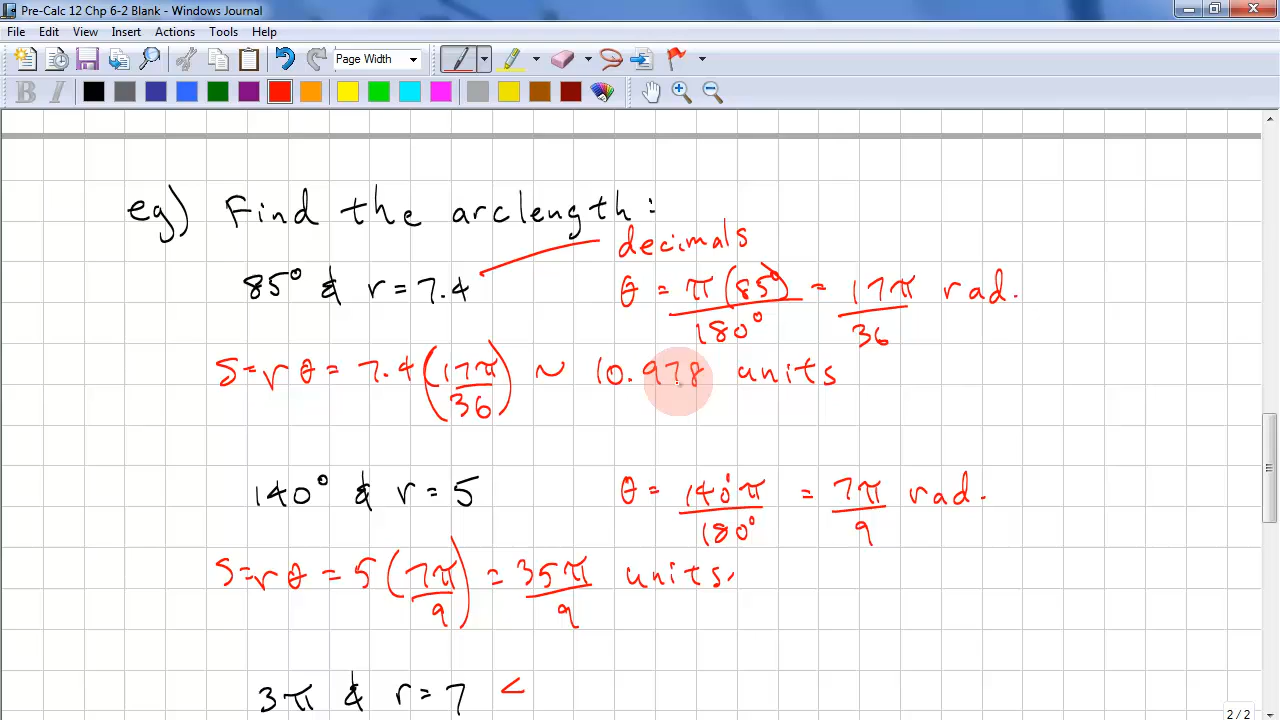 Pre-Calc 12 Chp 6-2 Blank - Windows Journal
File Edit View Insert Actions Tools Help
Page Width
B I
eg) Find the arclength:
decimals
85° & r = 7.4 θ = π(85°)/180° = 17π/36 rad.
S = rθ = 7.4(17π/36) ~ 10.978 units
140° & r = 5 θ = 140°π/180° = 7π/9 rad.
S = rθ = 5(7π/9) = 35π/9 units.
3π & r = 7 <
2/2